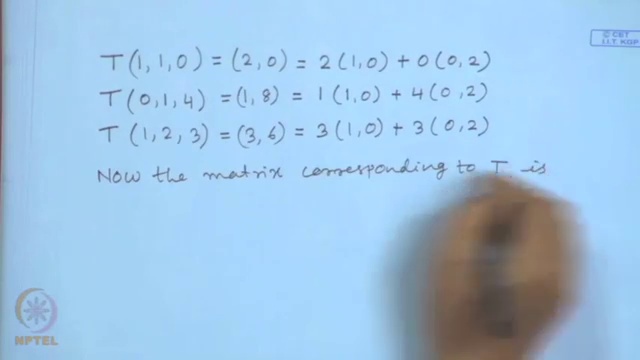 © CET
I.I.T. KGP
T(1,1,0) = (2,0) = 2(1,0) + 0(0,2)
T(0,1,4) = (1,8) = 1(1,0) + 4(0,2)
T(1,2,3) = (3,6) = 3(1,0) + 3(0,2)
Now the matrix corresponding to T is
NPTEL